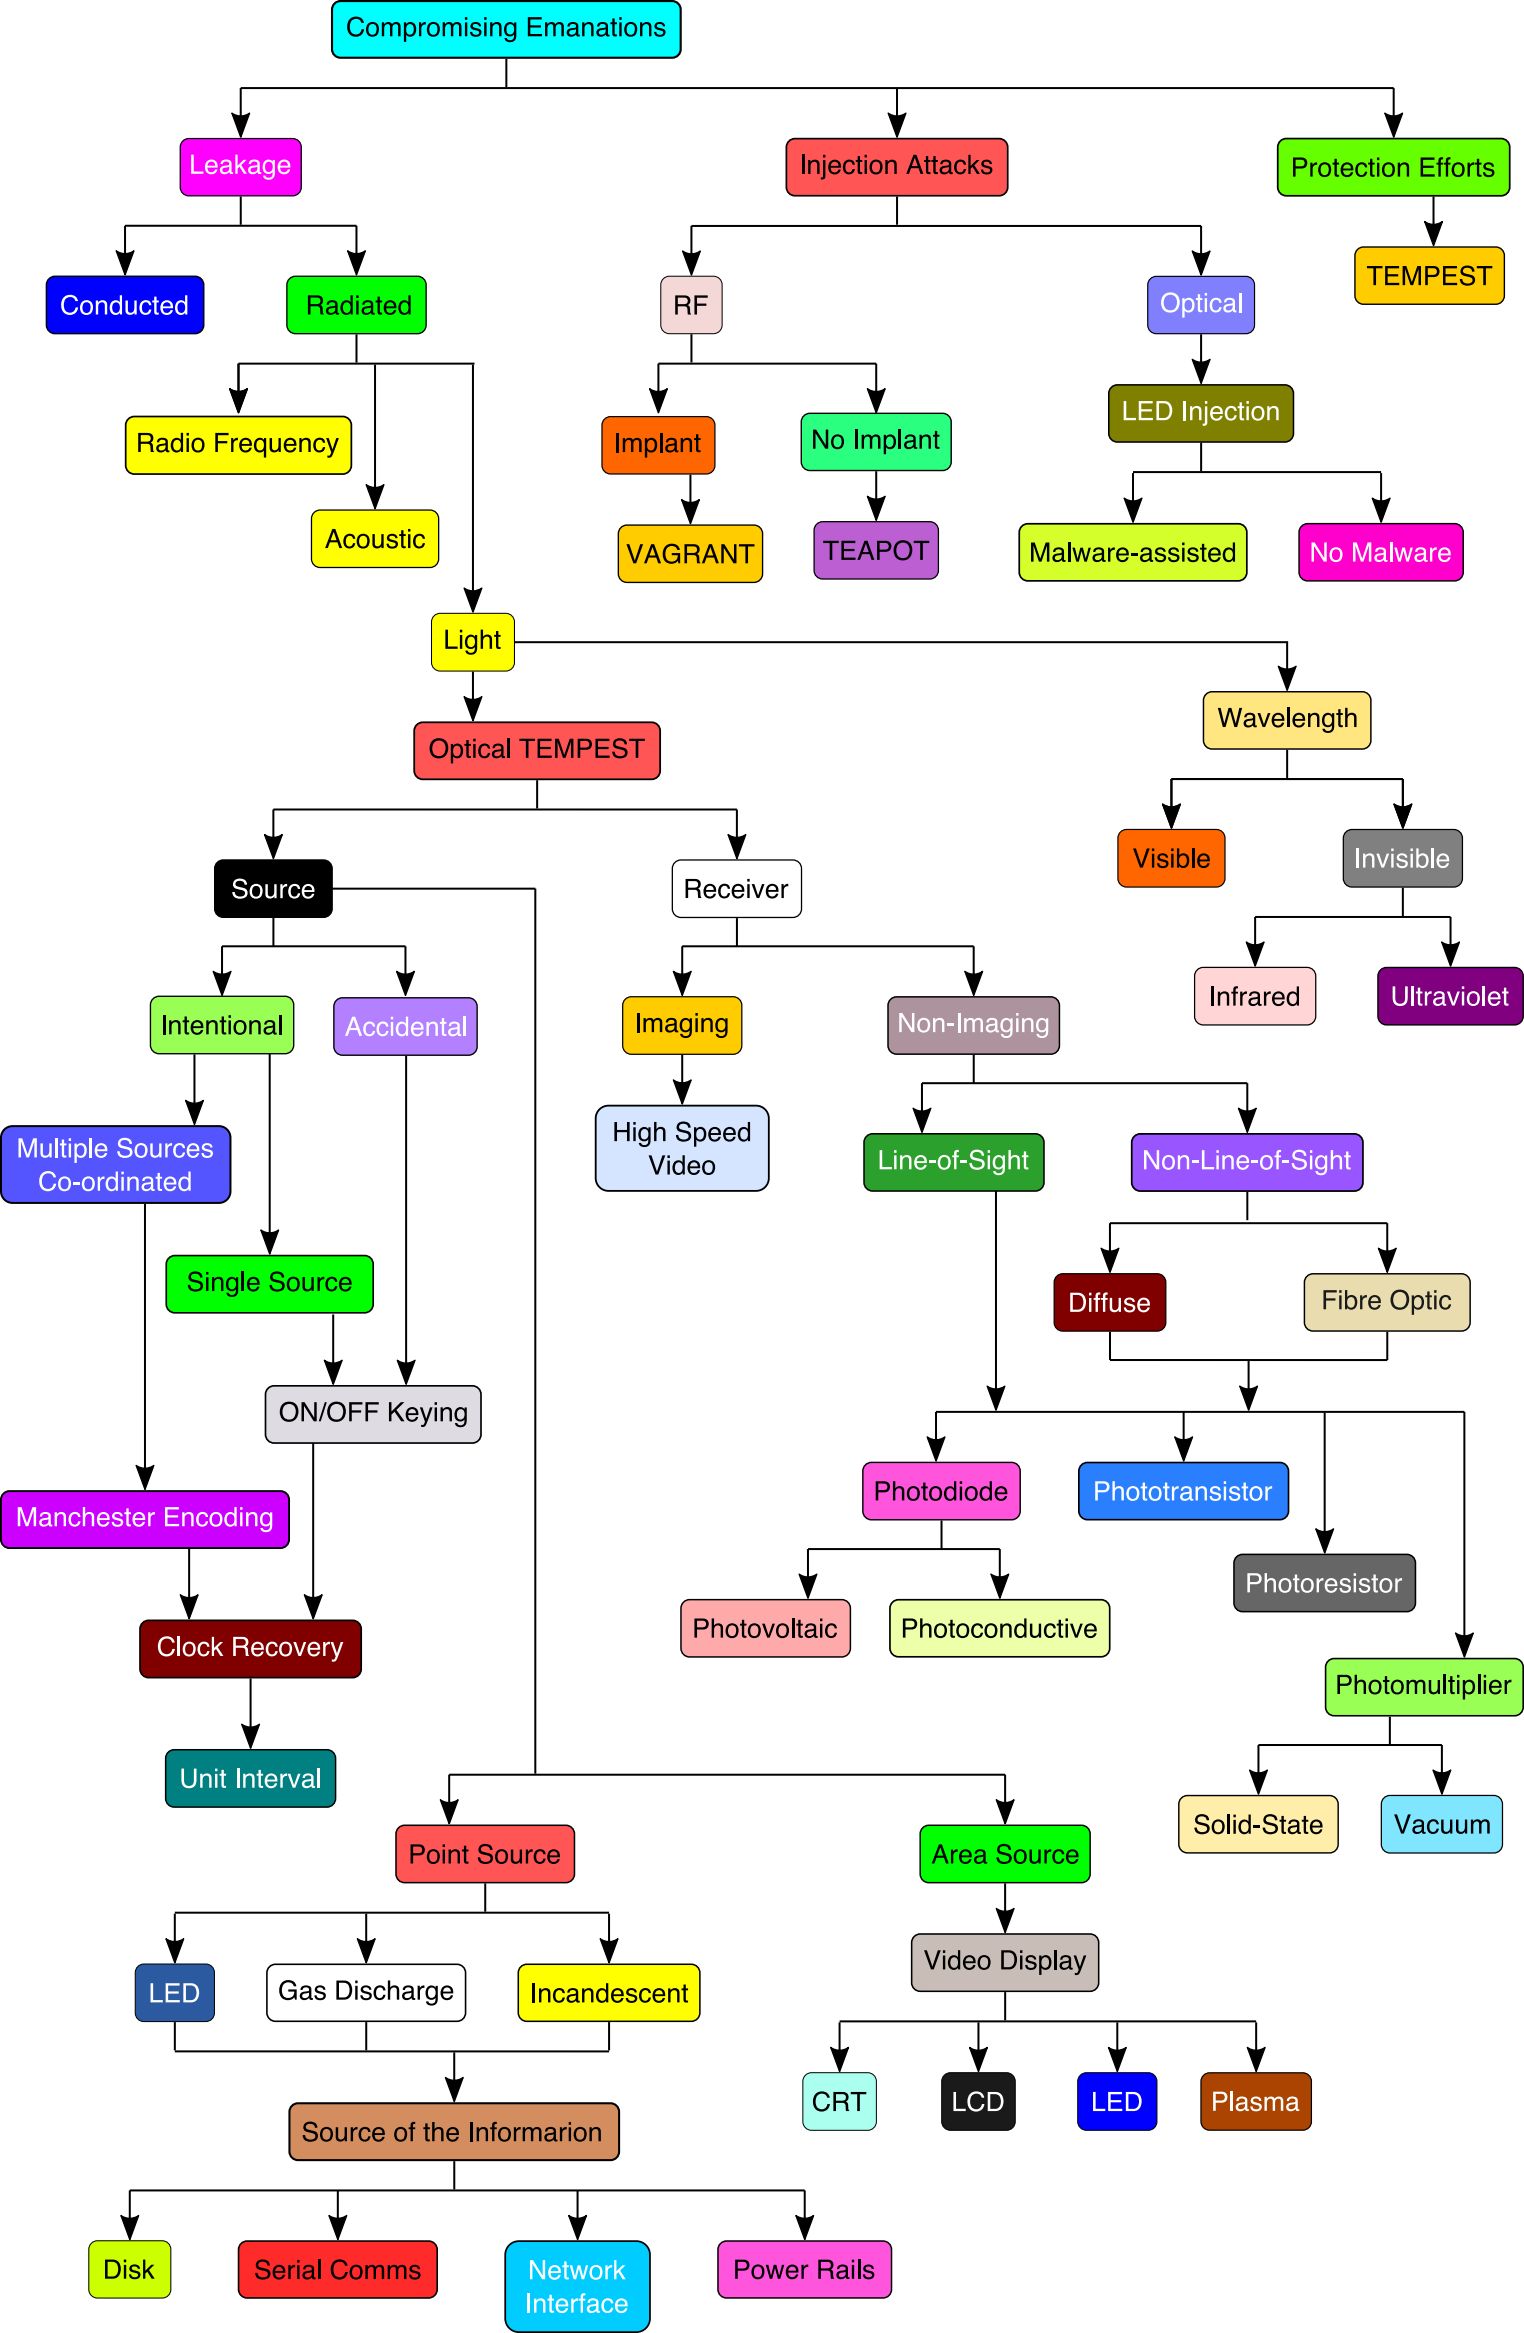 Compromising Emanations
Leakage
Injection Attacks
Protection Efforts
Conducted
Radiated
RF
Optical
TEMPEST
Radio Frequency
Implant
No Implant
LED Injection
Acoustic
VAGRANT
TEAPOT
Malware-assisted
No Malware
Light
Wavelength
Optical TEMPEST
Visible
Invisible
Source
Receiver
Infrared
Ultraviolet
Intentional
Accidental
Imaging
Non-Imaging
Multiple Sources
Co-ordinated
High Speed
Video
Line-of-Sight
Non-Line-of-Sight
Single Source
Diffuse
Fibre Optic
ON/OFF Keying
Manchester Encoding
Photodiode
Phototransistor
Photoresistor
Clock Recovery
Photovoltaic
Photoconductive
Photomultiplier
Unit Interval
Solid-State
Vacuum
Point Source
Area Source
Video Display
LED
Gas Discharge
Incandescent
CRT
LCD
LED
Plasma
Source of the Informarion
Disk
Serial Comms
Network
Interface
Power Rails